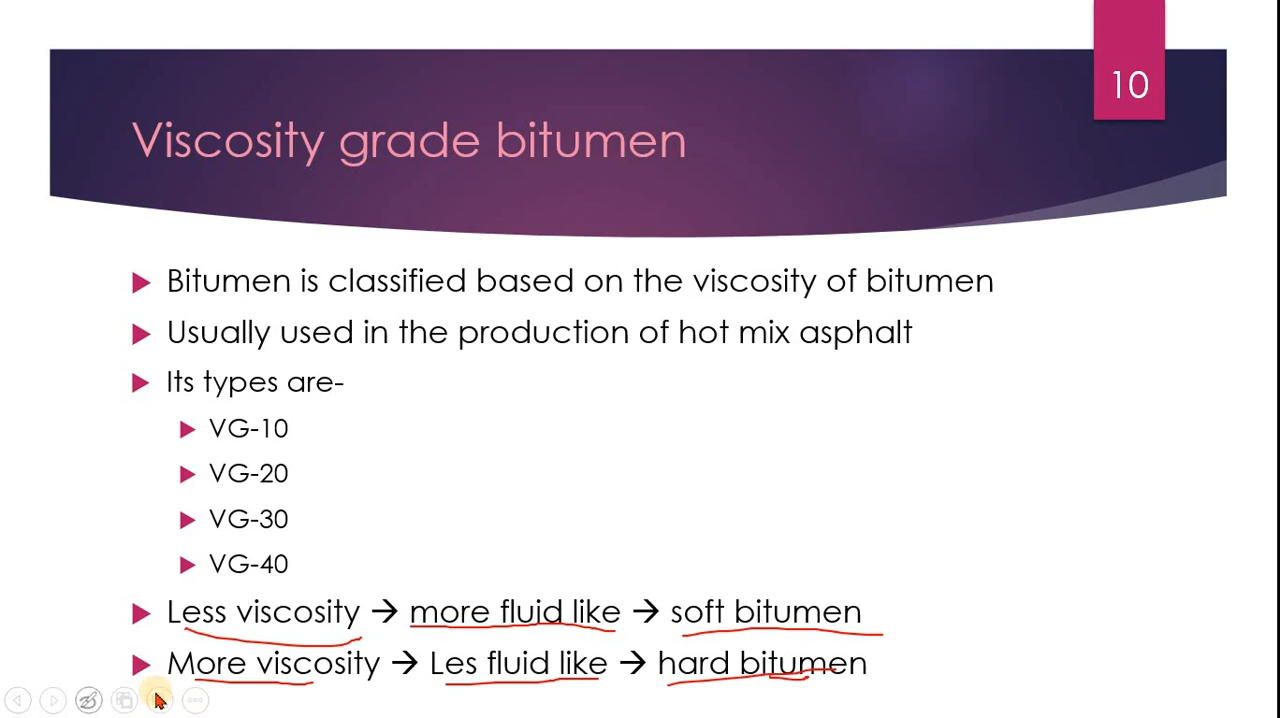 10
Viscosity grade bitumen
Bitumen is classified based on the viscosity of bitumen
Usually used in the production of hot mix asphalt
Its types are-
VG-10
VG-20
VG-30
VG-40
Less viscosity → more fluid like → soft bitumen
More viscosity → Les fluid like → hard bitumen